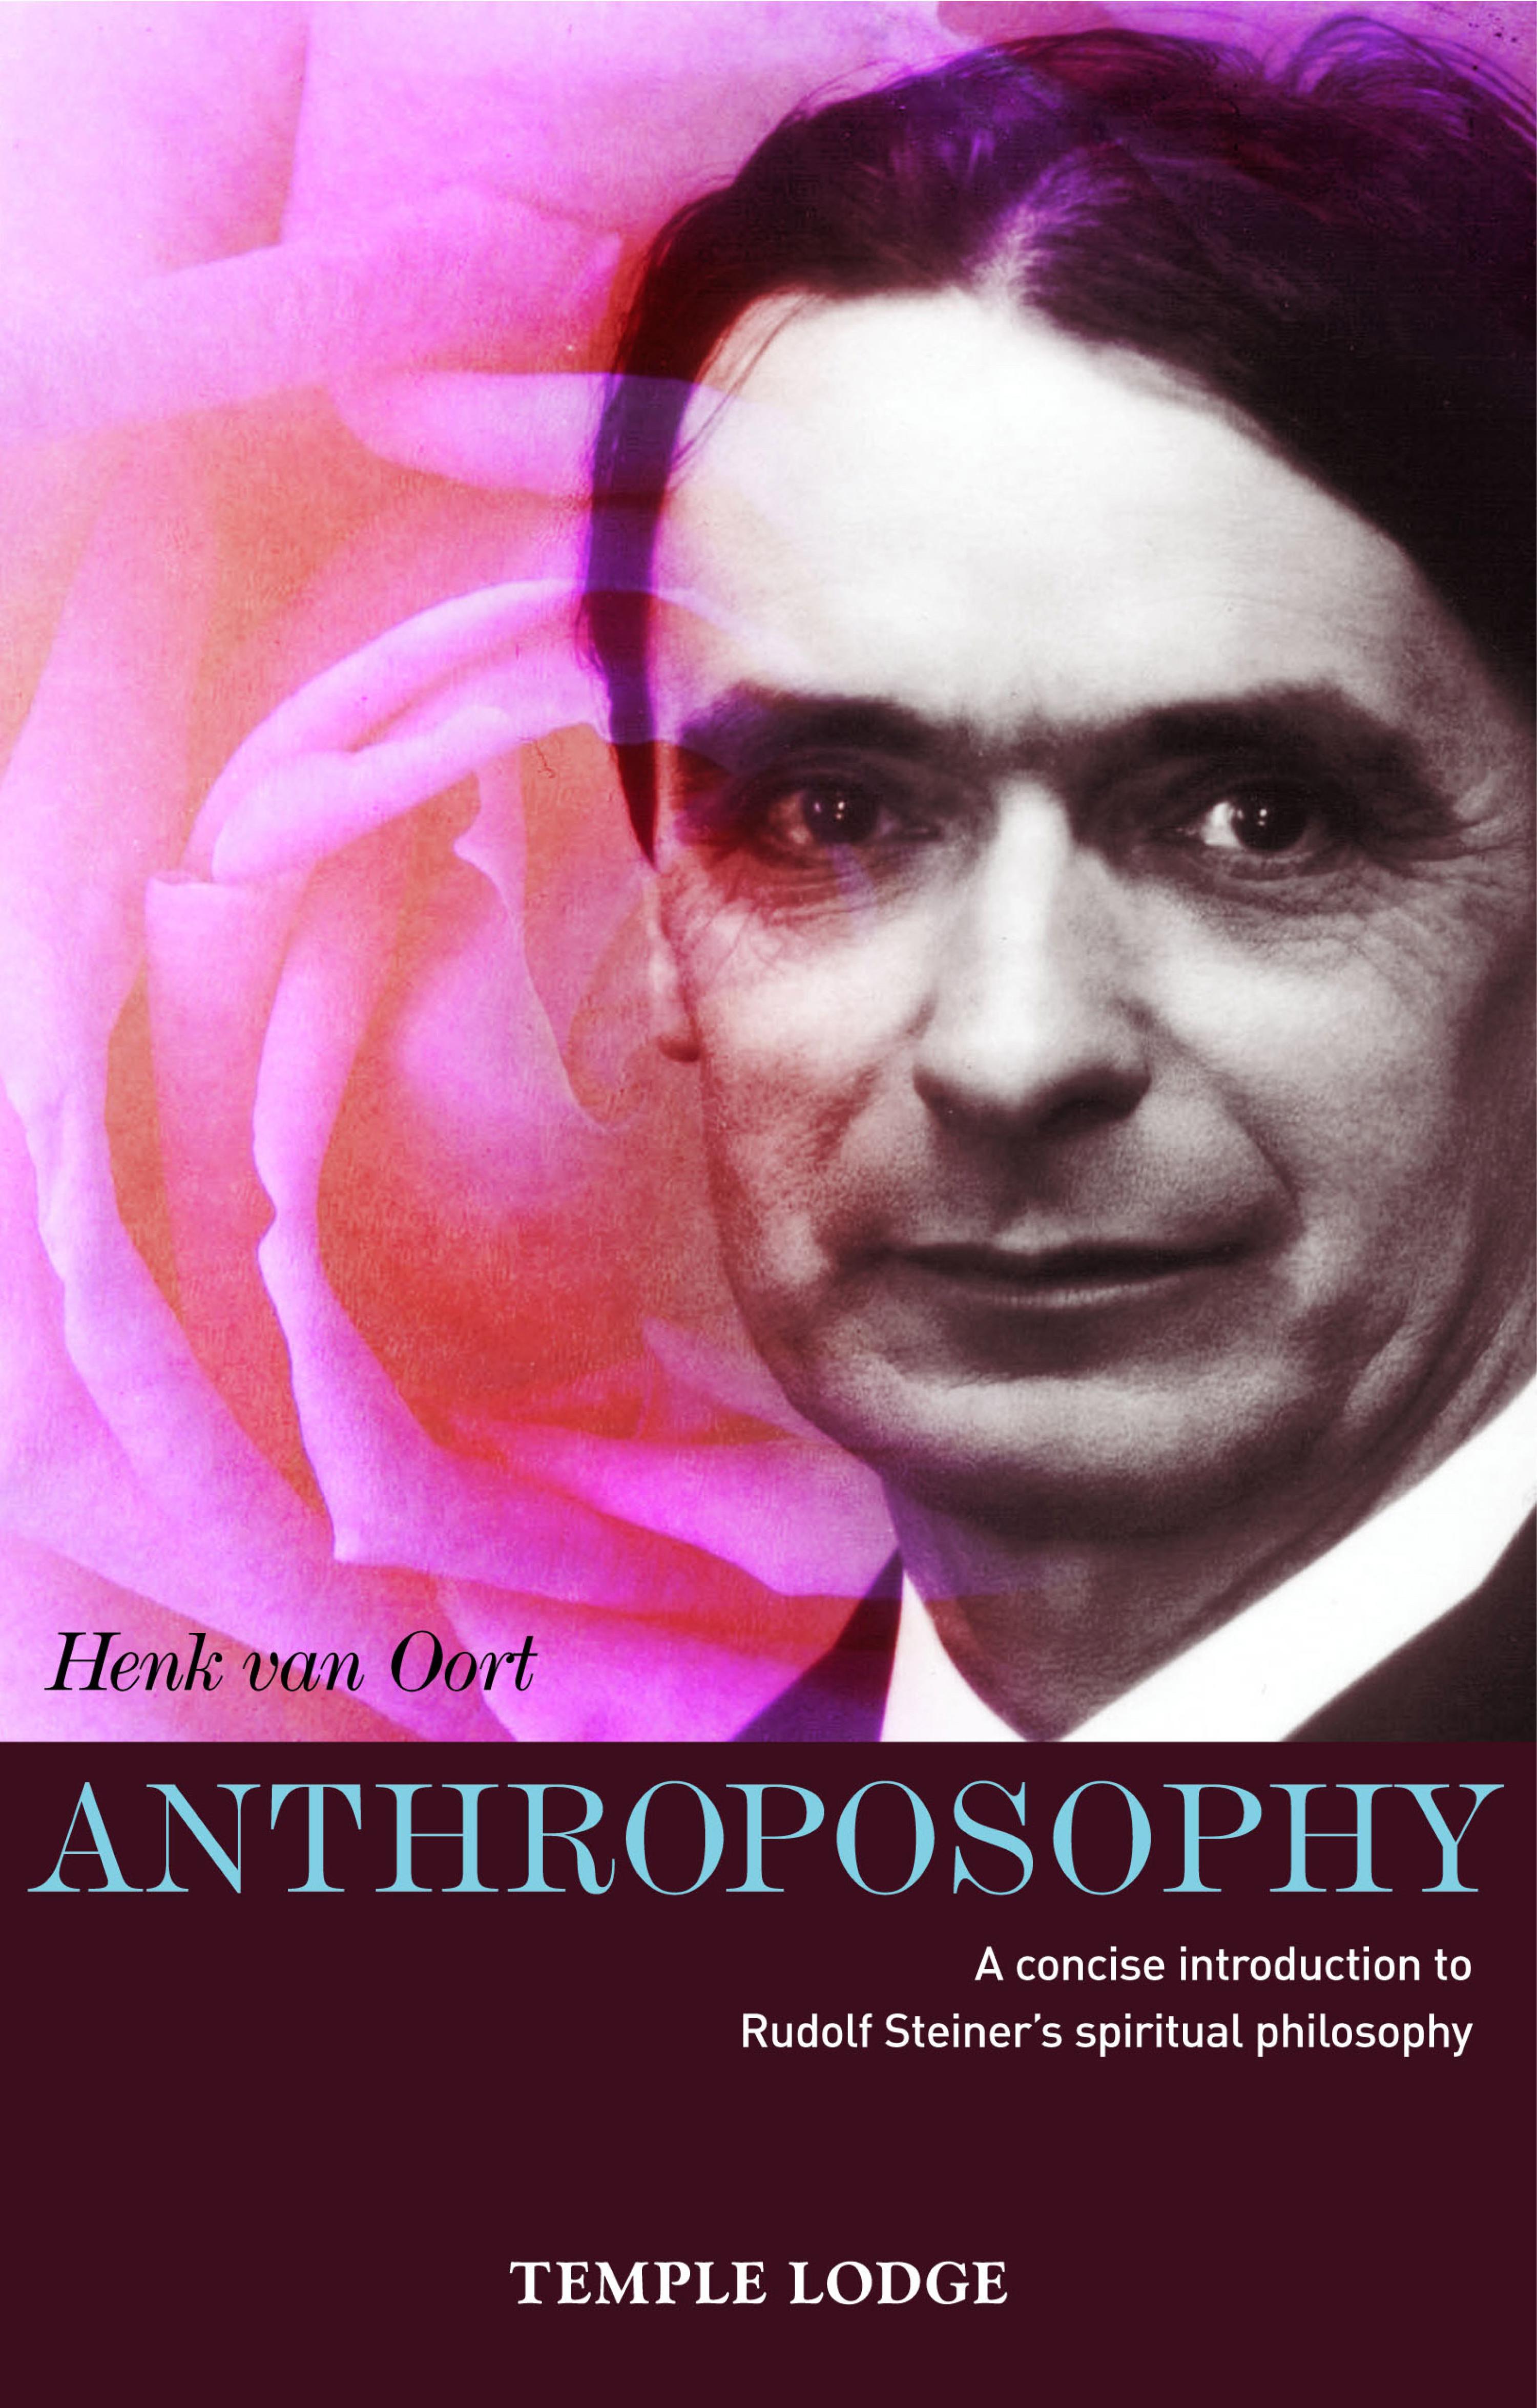 Henk van Oort
ANTHROPOSOPHY
A concise introduction to
Rudolf Steiner’s spiritual philosophy
TEMPLE LODGE